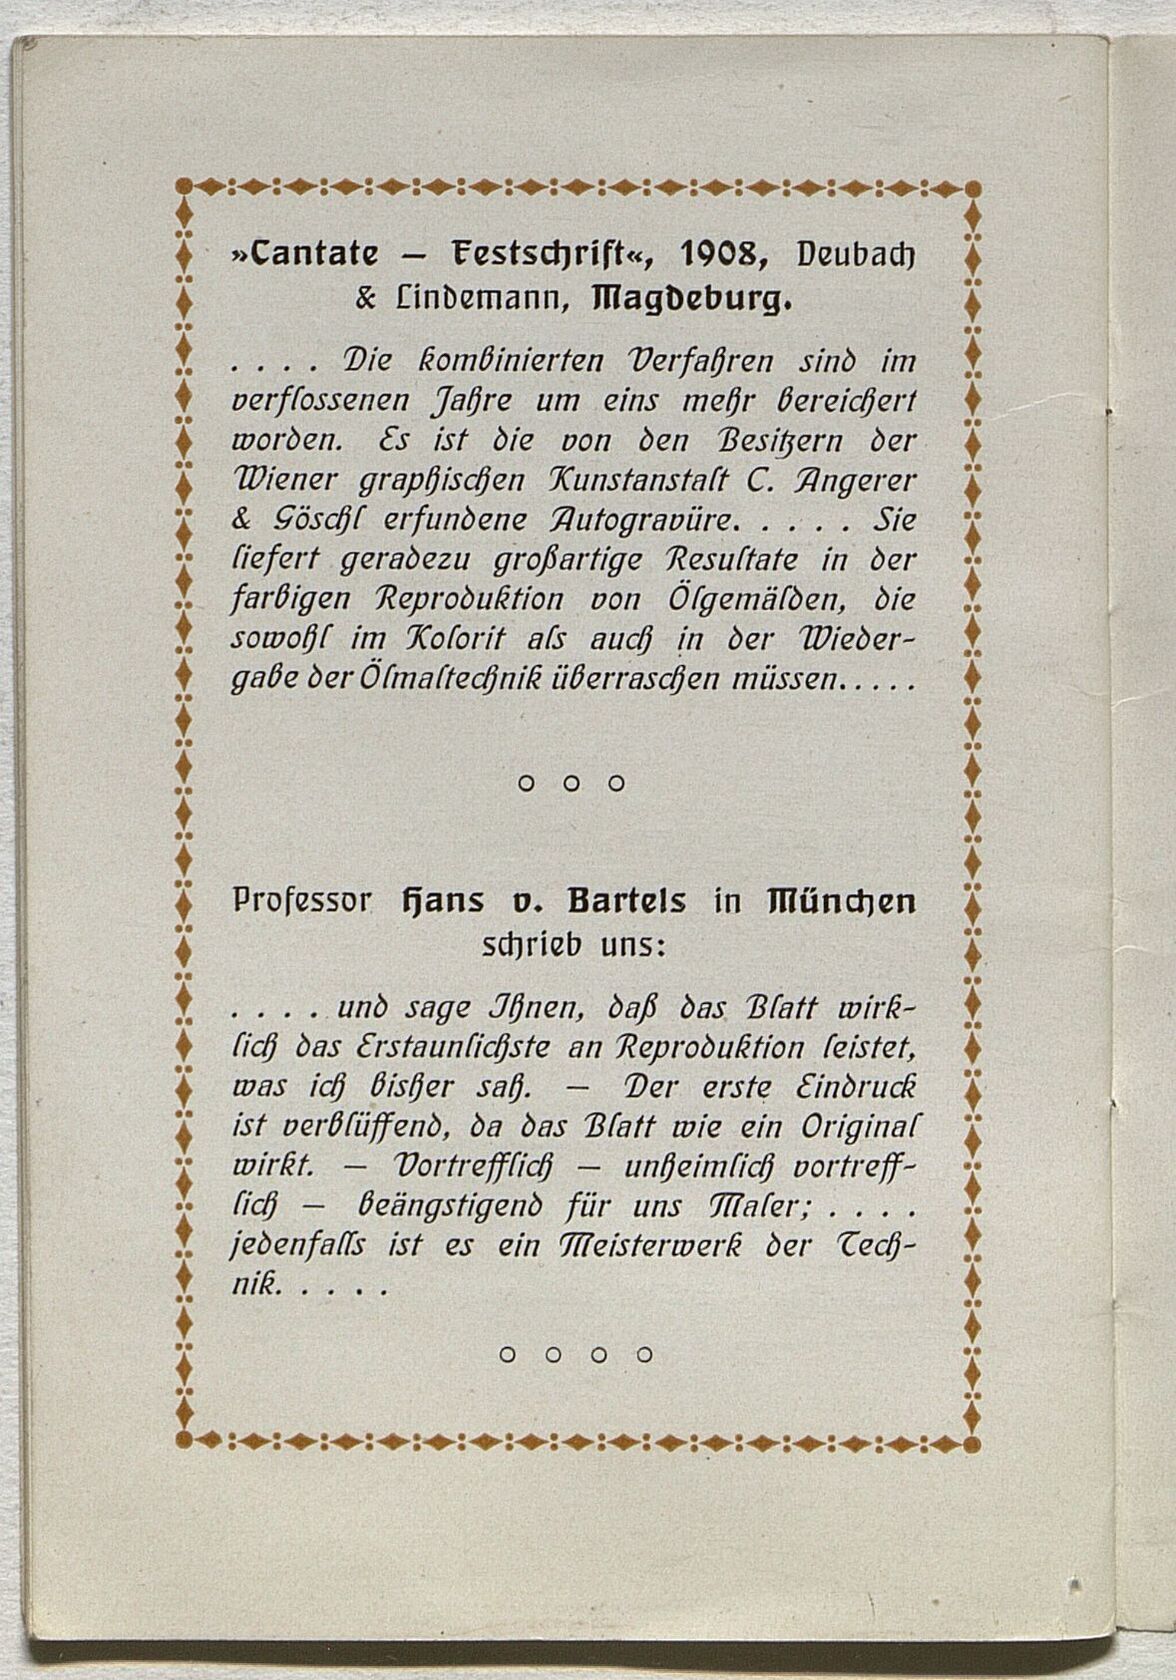 »Cantate – Festschrift«, 1908, Deubach
& Lindemann, Magdeburg.
. . . . Die kombinierten Verfahren sind im
verflossenen Jahre um eins mehr bereichert
worden. Es ist die von den Besitzern der
Wiener graphischen Kunstanstalt C. Angerer
& Göschl erfundene Autogravüre. . . . . Sie
liefert geradezu großartige Resultate in der
farbigen Reproduktion von Ölgemälden, die
sowohl im Kolorit als auch in der Wieder-
gabe der Ölmaltechnik überraschen müssen. . . . .
Professor Hans v. Bartels in München
schrieb uns:
. . . . und sage Ihnen, daß das Blatt wirk-
lich das Erstaunlichste an Reproduktion leistet,
was ich bisher sah. – Der erste Eindruck
ist verblüffend, da das Blatt wie ein Original
wirkt. – Vortrefflich – unheimlich vortreff-
lich – beängstigend für uns Maler; . . . .
jedenfalls ist es ein Meisterwerk der Tech-
nik. . . . .